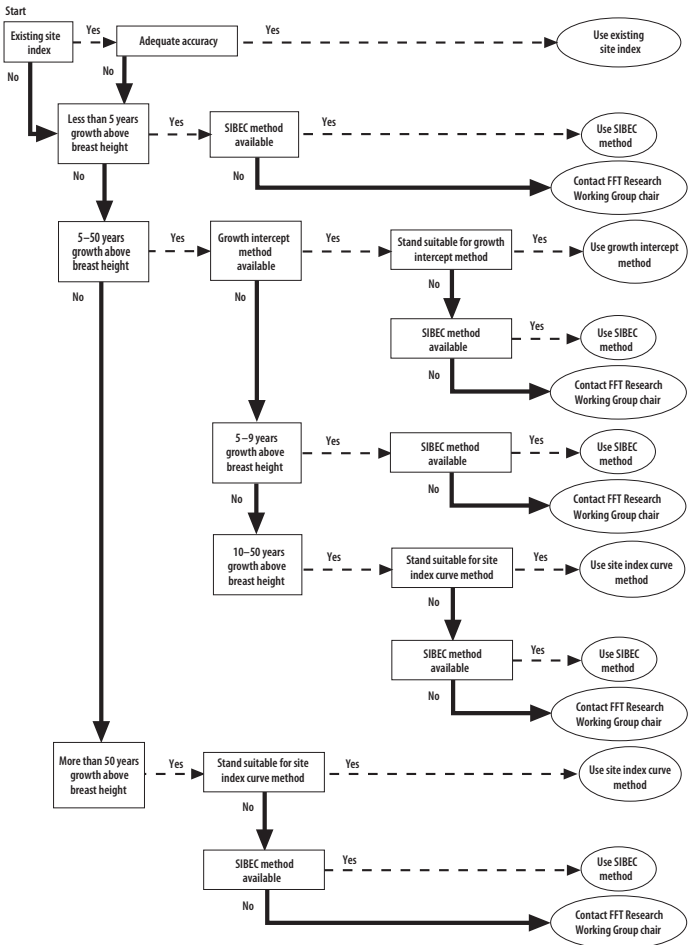 Start
Existing site
index
Yes
Adequate accuracy
Yes
Use existing
site index
No
No
Less than 5 years
growth above
breast height
Yes
SIBEC method
available
Yes
Use SIBEC
method
No
No
Contact FFT Research
Working Group chair
5–50 years
growth above
breast height
Yes
Growth intercept
method
available
Yes
Stand suitable for growth
intercept method
Yes
Use growth intercept
method
No
No
No
SIBEC method
available
Yes
Use SIBEC
method
No
Contact FFT Research
Working Group chair
5–9 years
growth above
breast height
Yes
SIBEC method
available
Yes
Use SIBEC
method
No
No
Contact FFT Research
Working Group chair
10–50 years
growth above
breast height
Yes
Stand suitable for site
index curve method
Yes
Use site index curve
method
No
SIBEC method
available
Yes
Use SIBEC
method
No
Contact FFT Research
Working Group chair
More than 50 years
growth above
breast height
Yes
Stand suitable for site
index curve method
Yes
Use site index curve
method
No
SIBEC method
available
Yes
Use SIBEC
method
No
Contact FFT Research
Working Group chair